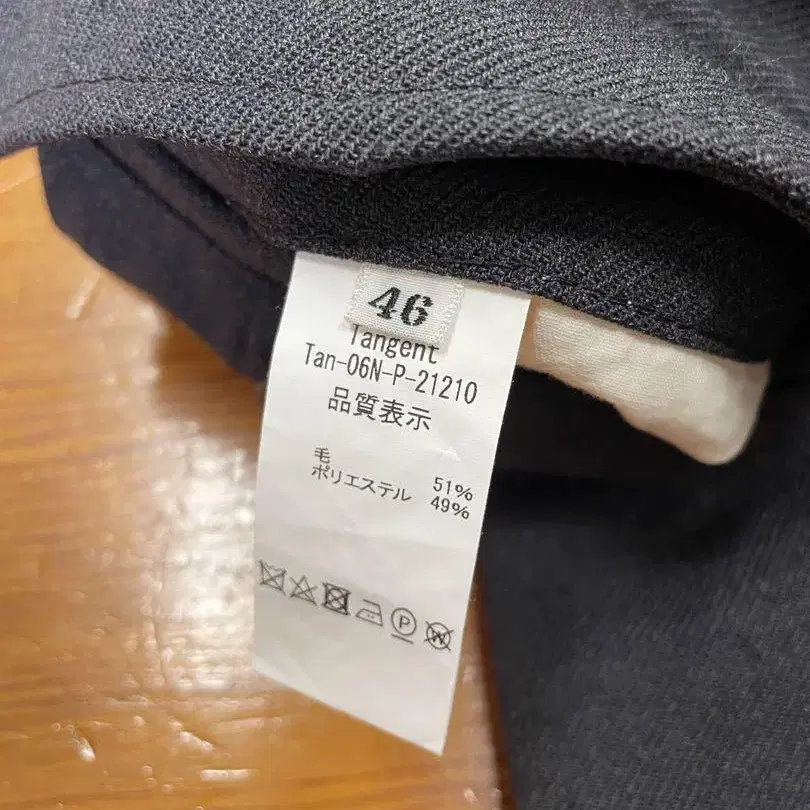 46
Tangent
Tan-06N-P-21210
品質表示
毛 51%
ポリエステル 49%
P
W